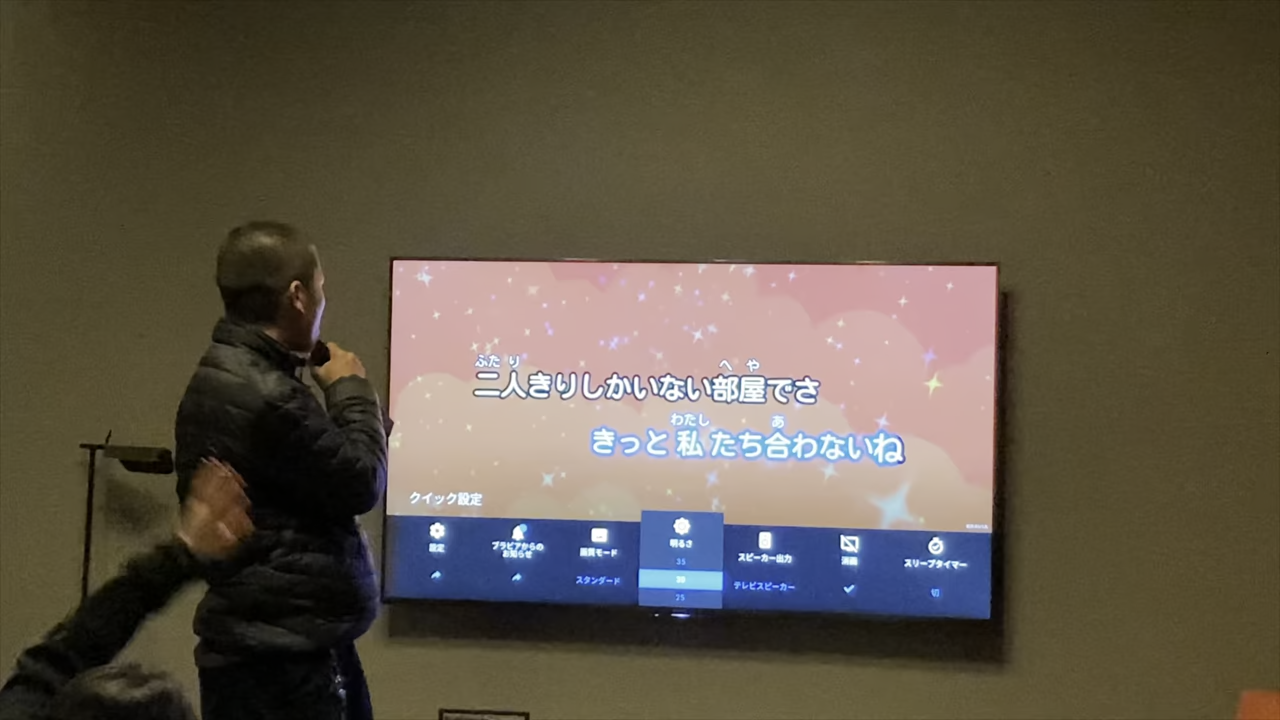 ふたり へや
二人きりしかいない部屋でさ
わたし あ
きっと私たち合わないね
クイック設定
設定
ブラビアからの
お知らせ
画質モード
スタンダード
明るさ
35
30
25
スピーカー出力
テレビスピーカー
消画
スリープタイマー
切